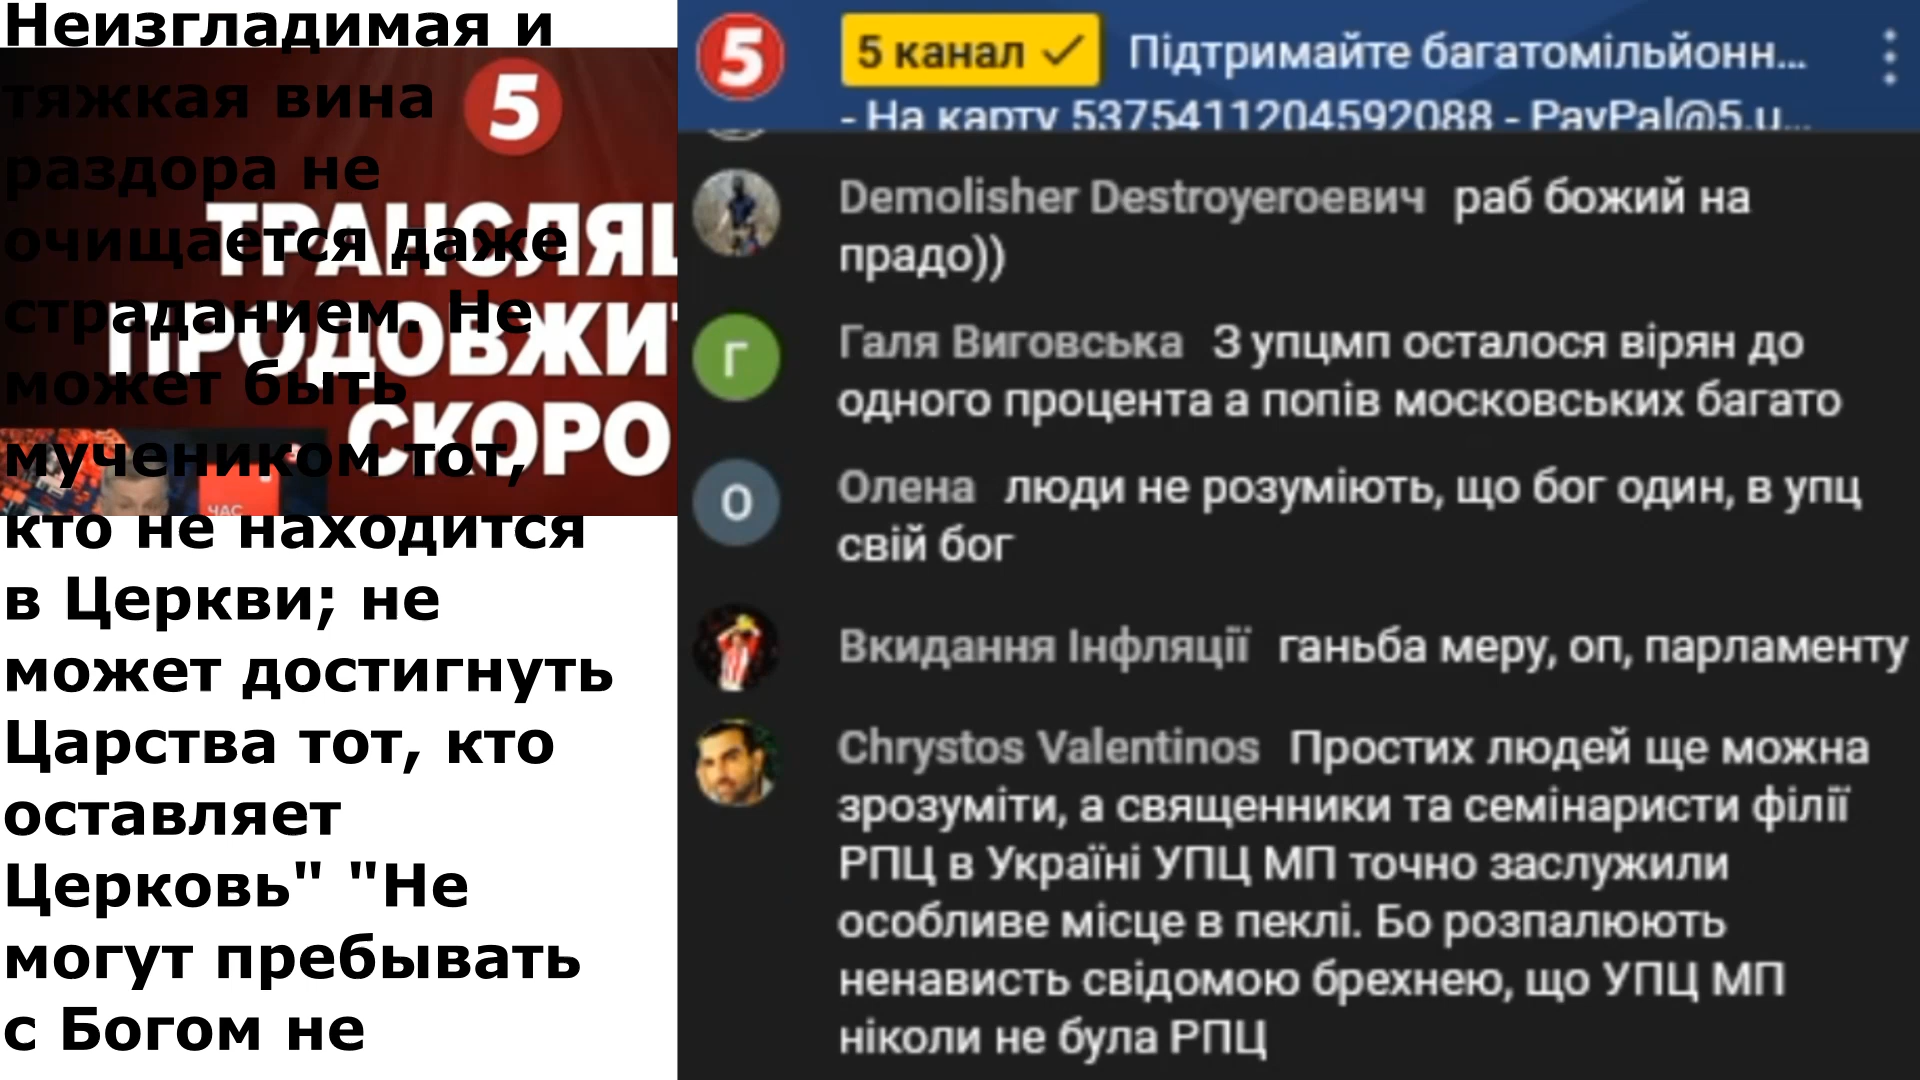 Неизгладимая и
тяжкая вина
раздора не
очищается даже
страданием. Не
может быть
мучеником тот,
кто не находится
в Церкви; не
может достигнуть
Царства тот, кто
оставляет
Церковь" "Не
могут пребывать
с Богом не
5
ТРАНСЛЯЦ
ПРОДОВЖИТ
СКОРО
ЧАС
5
5 канал Підтримайте багатомільйонн...
- На карту 5375411204592088 - PayPal@5.u...
Demolisher Destroyeroевич раб божий на
прадо))
Г
Галя Виговська З упцмп осталося вірян до
одного процента а попів московських багато
О
Олена люди не розуміють, що бог один, в упц
свій бог
Вкидання Інфляції ганьба меру, оп, парламенту
Chrystos Valentinos Простих людей ще можна
зрозуміти, а священники та семінаристи філії
РПЦ в Україні УПЦ МП точно заслужили
особливе місце в пеклі. Бо розпалюють
ненависть свідомою брехнею, що УПЦ МП
ніколи не була РПЦ